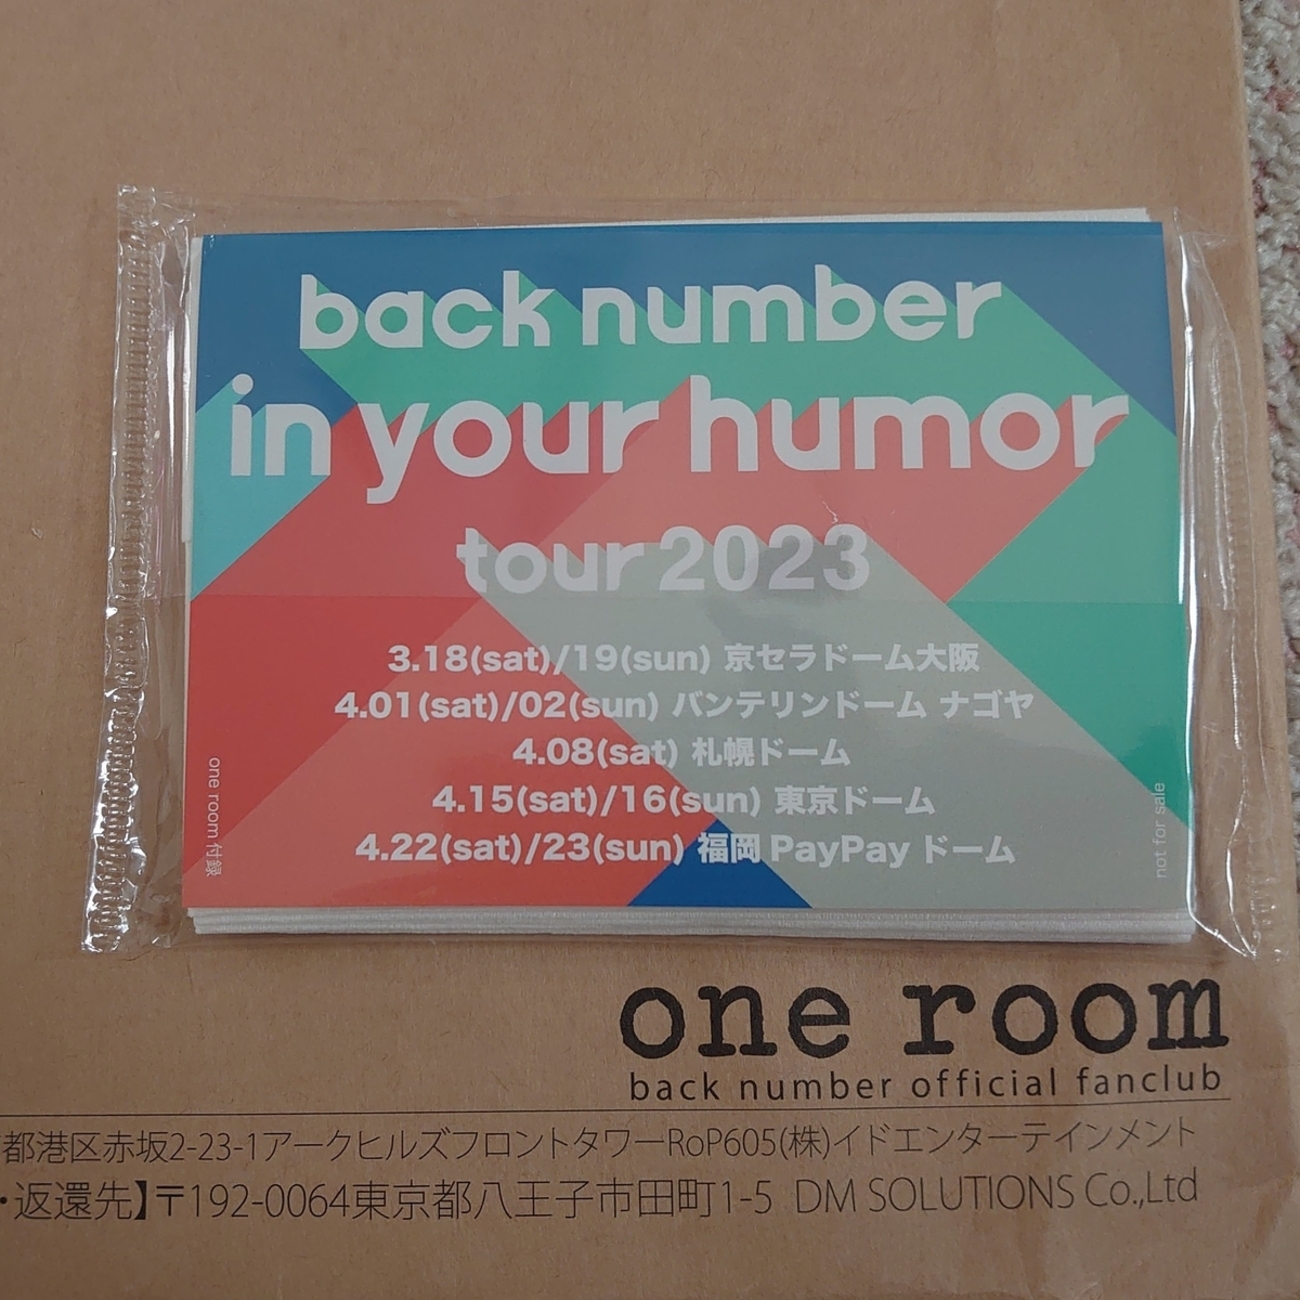 back number
in your humor
tour 2023
3.18(sat)/19(sun) 京セラドーム大阪
4.01(sat)/02(sun) バンテリンドーム ナゴヤ
4.08(sat) 札幌ドーム
4.15(sat)/16(sun) 東京ドーム
4.22(sat)/23(sun) 福岡 PayPay ドーム
one room 付録
not for sale
one room
back number official fanclub
都港区赤坂2-23-1アークヒルズフロントタワーRoP605(株)イドエンターテインメント
・返還先】〒192-0064東京都八王子市田町1-5 DM SOLUTIONS Co.,Ltd